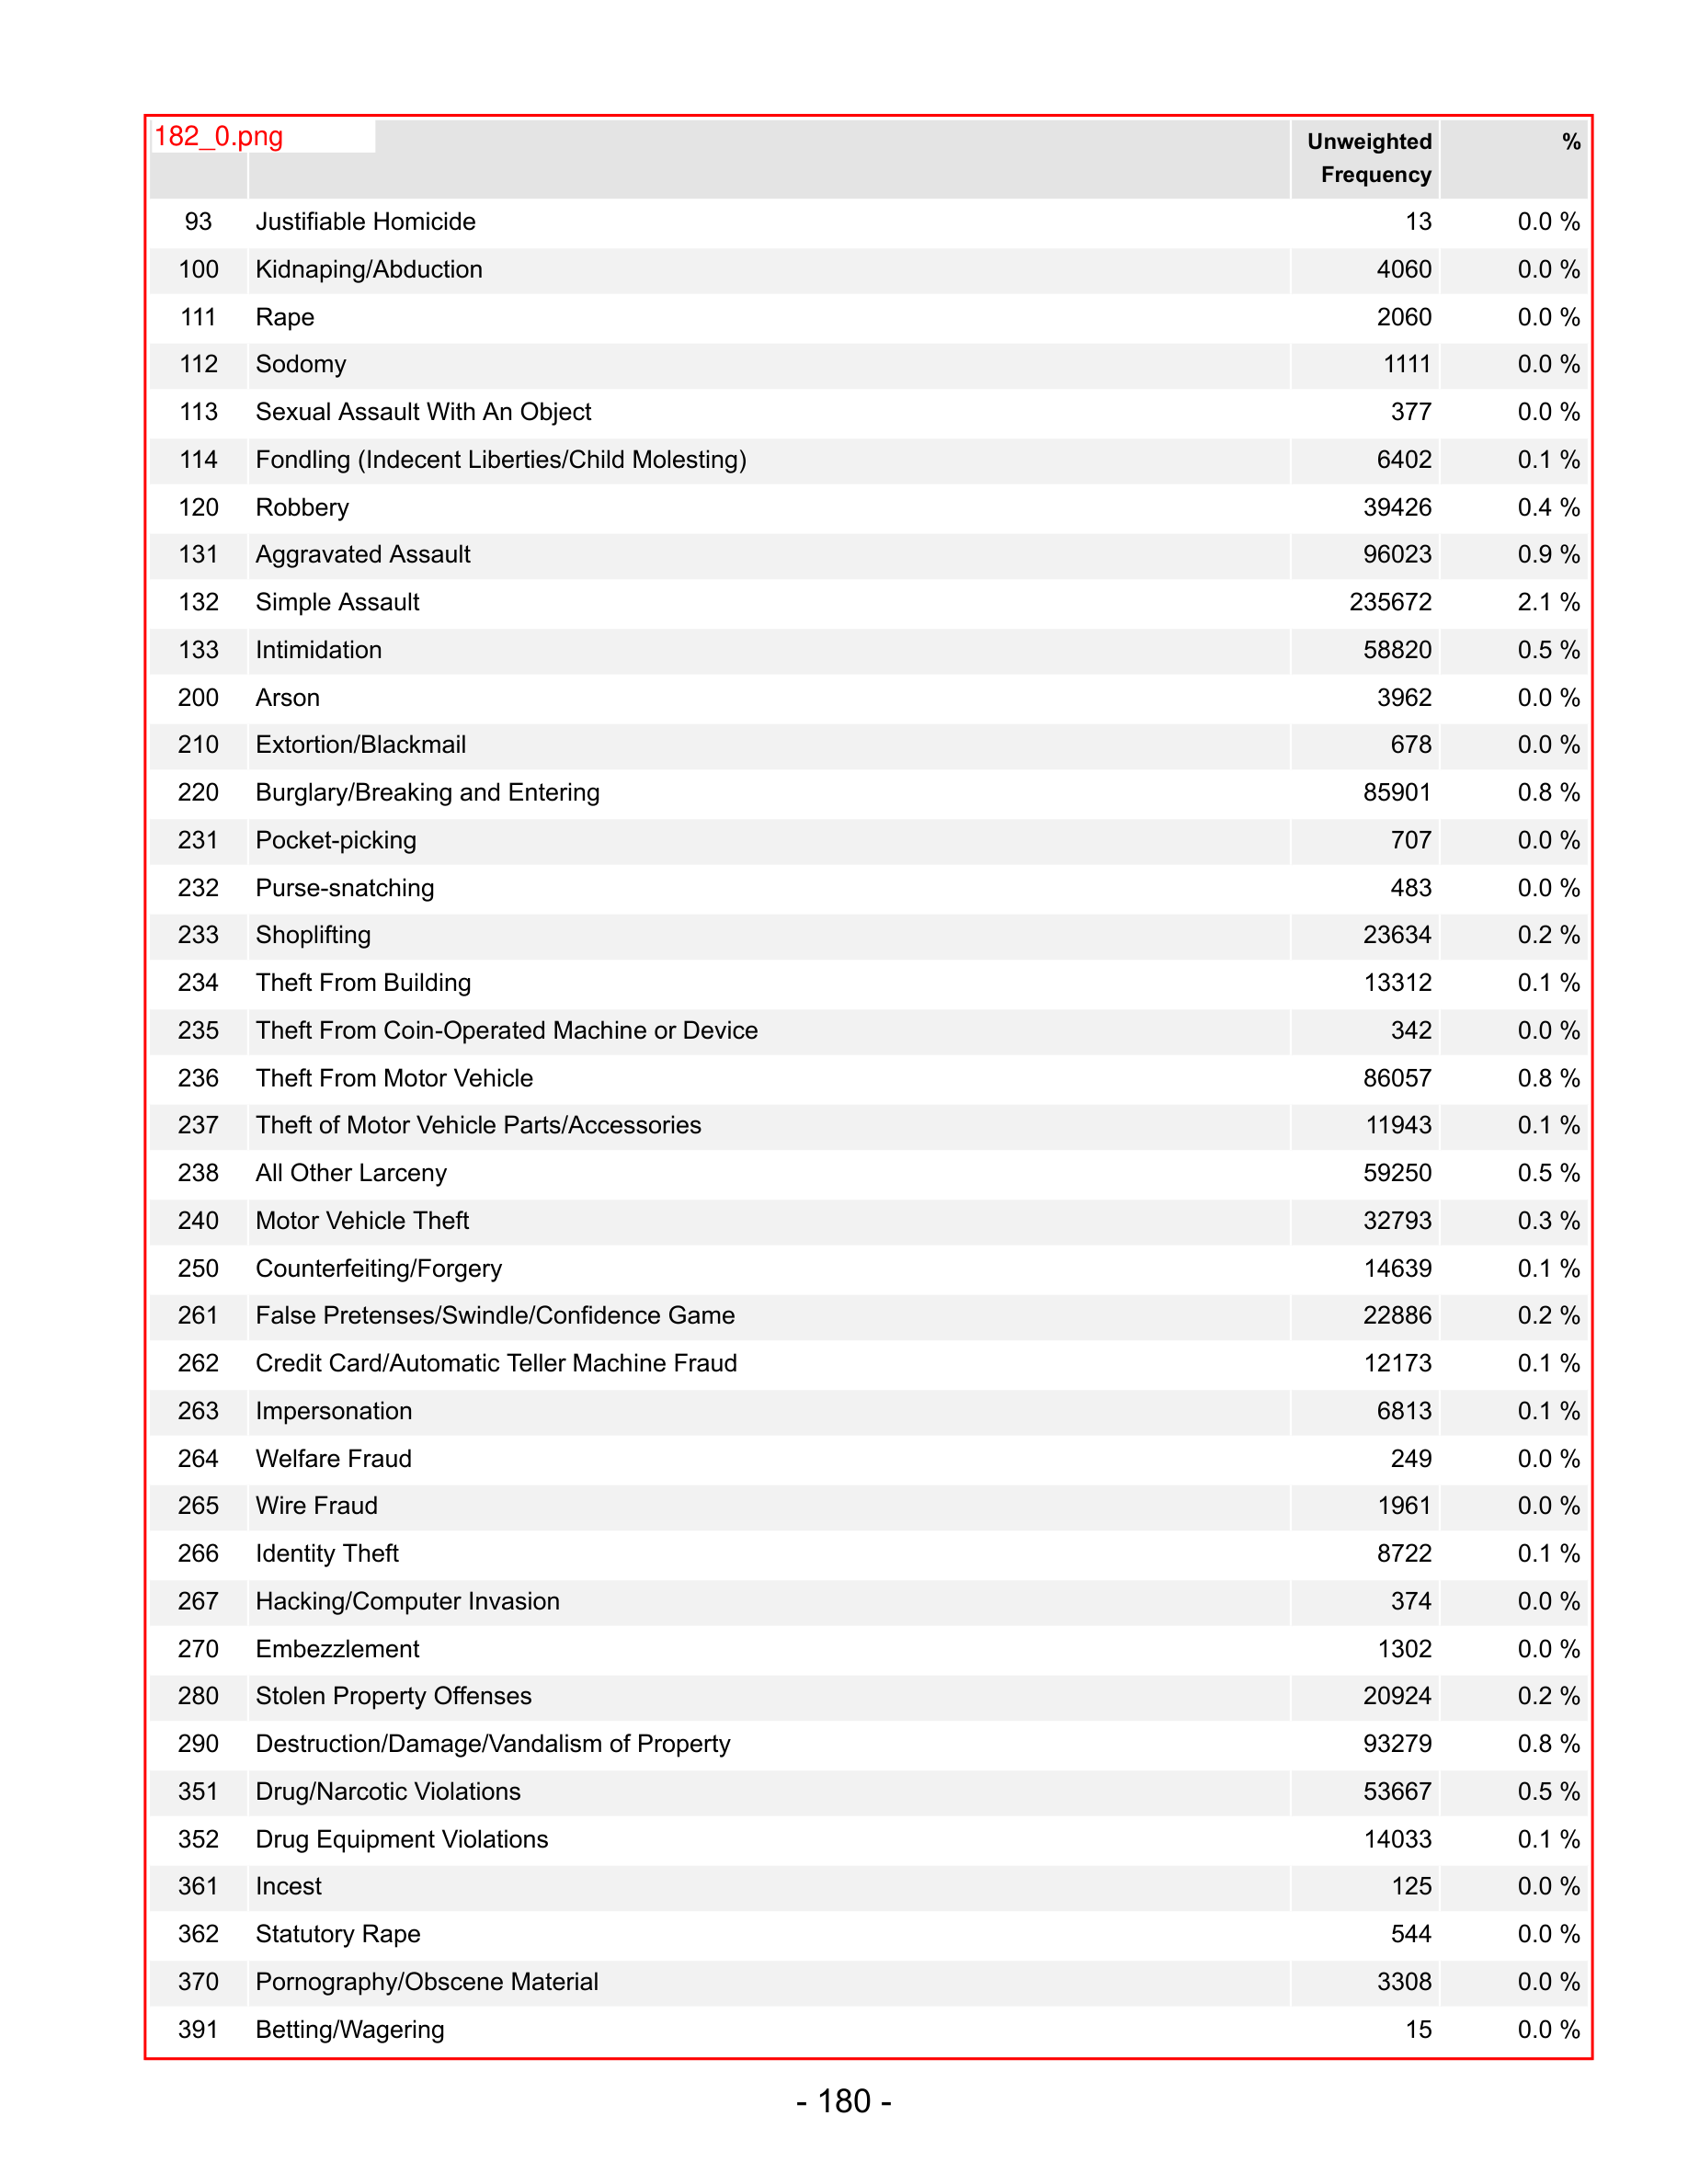 182_0.png
Unweighted Frequency %
93 Justifiable Homicide 13 0.0 %
100 Kidnaping/Abduction 4060 0.0 %
111 Rape 2060 0.0 %
112 Sodomy 1111 0.0 %
113 Sexual Assault With An Object 377 0.0 %
114 Fondling (Indecent Liberties/Child Molesting) 6402 0.1 %
120 Robbery 39426 0.4 %
131 Aggravated Assault 96023 0.9 %
132 Simple Assault 235672 2.1 %
133 Intimidation 58820 0.5 %
200 Arson 3962 0.0 %
210 Extortion/Blackmail 678 0.0 %
220 Burglary/Breaking and Entering 85901 0.8 %
231 Pocket-picking 707 0.0 %
232 Purse-snatching 483 0.0 %
233 Shoplifting 23634 0.2 %
234 Theft From Building 13312 0.1 %
235 Theft From Coin-Operated Machine or Device 342 0.0 %
236 Theft From Motor Vehicle 86057 0.8 %
237 Theft of Motor Vehicle Parts/Accessories 11943 0.1 %
238 All Other Larceny 59250 0.5 %
240 Motor Vehicle Theft 32793 0.3 %
250 Counterfeiting/Forgery 14639 0.1 %
261 False Pretenses/Swindle/Confidence Game 22886 0.2 %
262 Credit Card/Automatic Teller Machine Fraud 12173 0.1 %
263 Impersonation 6813 0.1 %
264 Welfare Fraud 249 0.0 %
265 Wire Fraud 1961 0.0 %
266 Identity Theft 8722 0.1 %
267 Hacking/Computer Invasion 374 0.0 %
270 Embezzlement 1302 0.0 %
280 Stolen Property Offenses 20924 0.2 %
290 Destruction/Damage/Vandalism of Property 93279 0.8 %
351 Drug/Narcotic Violations 53667 0.5 %
352 Drug Equipment Violations 14033 0.1 %
361 Incest 125 0.0 %
362 Statutory Rape 544 0.0 %
370 Pornography/Obscene Material 3308 0.0 %
391 Betting/Wagering 15 0.0 %
- 180 -